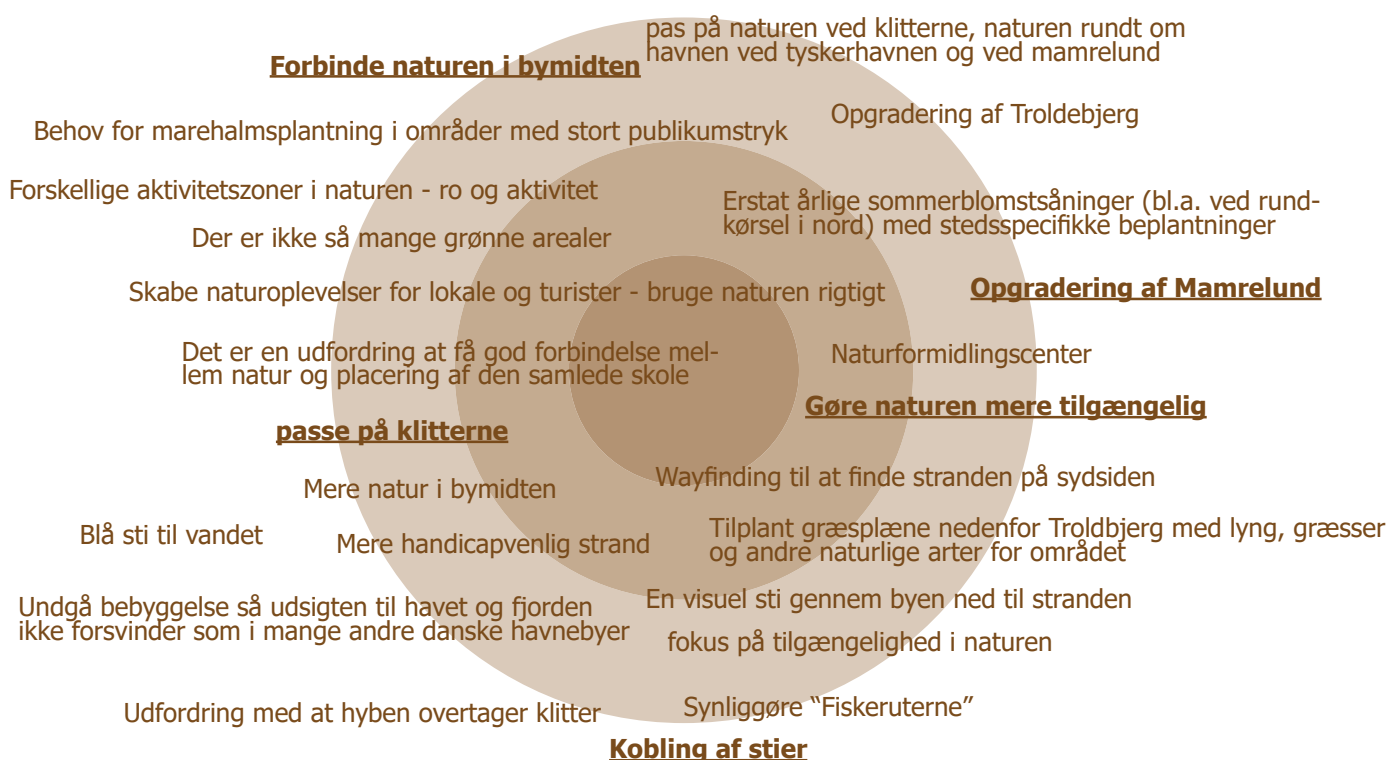 pas på naturen ved klitterne, naturen rundt om
havnen ved tyskerhavnen og ved mamrelund
Forbinde naturen i bymidten
Opgradering af Troldebjerg
Behov for marehalmsplantning i områder med stort publikumstryk
Forskellige aktivitetszoner i naturen - ro og aktivitet
Erstat årlige sommerblomstsåninger (bl.a. ved rund-
kørsel i nord) med stedsspecifikke beplantninger
Der er ikke så mange grønne arealer
Skabe naturoplevelser for lokale og turister - bruge naturen rigtigt
Opgradering af Mamrelund
Det er en udfordring at få god forbindelse mel-
lem natur og placering af den samlede skole
Naturformidlingscenter
Gøre naturen mere tilgængelig
passe på klitterne
Wayfinding til at finde stranden på sydsiden
Mere natur i bymidten
Blå sti til vandet
Mere handicapvenlig strand
Tilplant græsplæne nedenfor Troldbjerg med lyng, græsser
og andre naturlige arter for området
Undgå bebyggelse så udsigten til havet og fjorden
ikke forsvinder som i mange andre danske havnebyer
En visuel sti gennem byen ned til stranden
fokus på tilgængelighed i naturen
Udfordring med at hyben overtager klitter
Synliggøre “Fiskeruterne”
Kobling af stier